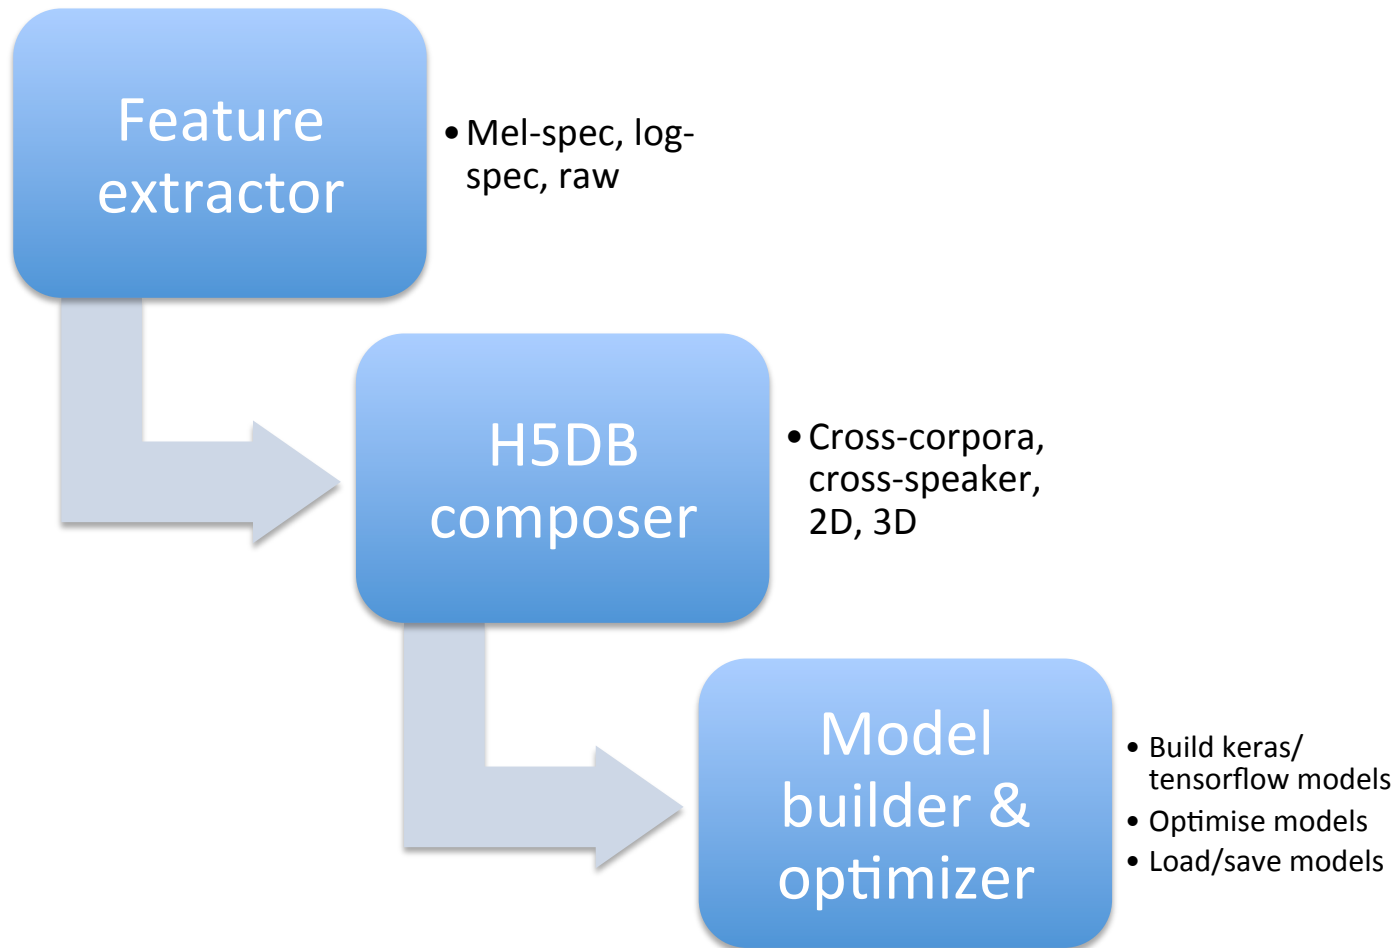 Feature
extractor
• Mel-spec, log-
spec, raw
H5DB
composer
• Cross-corpora,
cross-speaker,
2D, 3D
Model
builder &
optimizer
• Build keras/
tensorflow models
• Optimise models
• Load/save models